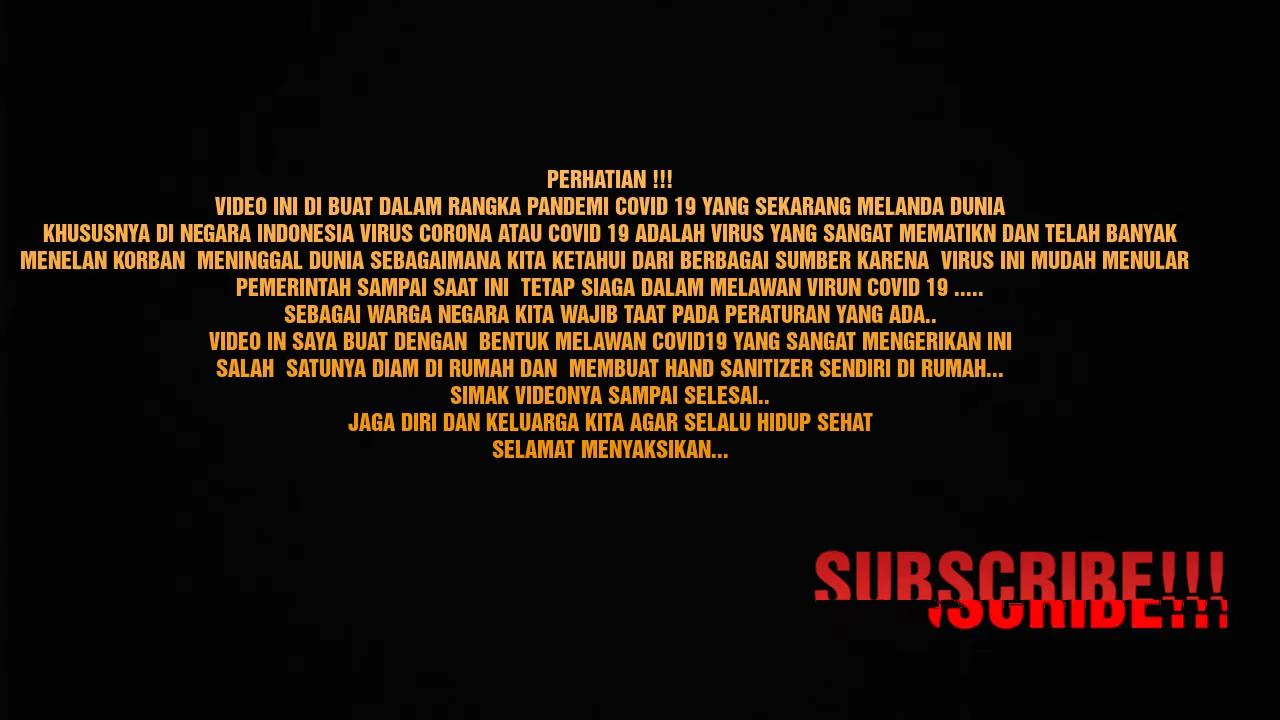 PERHATIAN !!!
VIDEO INI DI BUAT DALAM RANGKA PANDEMI COVID 19 YANG SEKARANG MELANDA DUNIA
KHUSUSNYA DI NEGARA INDONESIA VIRUS CORONA ATAU COVID 19 ADALAH VIRUS YANG SANGAT MEMATIKN DAN TELAH BANYAK
MENELAN KORBAN  MENINGGAL DUNIA SEBAGAIMANA KITA KETAHUI DARI BERBAGAI SUMBER KARENA  VIRUS INI MUDAH MENULAR
PEMERINTAH SAMPAI SAAT INI  TETAP SIAGA DALAM MELAWAN VIRUN COVID 19 .....
SEBAGAI WARGA NEGARA KITA WAJIB TAAT PADA PERATURAN YANG ADA..
VIDEO IN SAYA BUAT DENGAN  BENTUK MELAWAN COVID19 YANG SANGAT MENGERIKAN INI
SALAH  SATUNYA DIAM DI RUMAH DAN  MEMBUAT HAND SANITIZER SENDIRI DI RUMAH...
SIMAK VIDEONYA SAMPAI SELESAI..
JAGA DIRI DAN KELUARGA KITA AGAR SELALU HIDUP SEHAT
SELAMAT MENYAKSIKAN...
SUBSCRIBE!!!